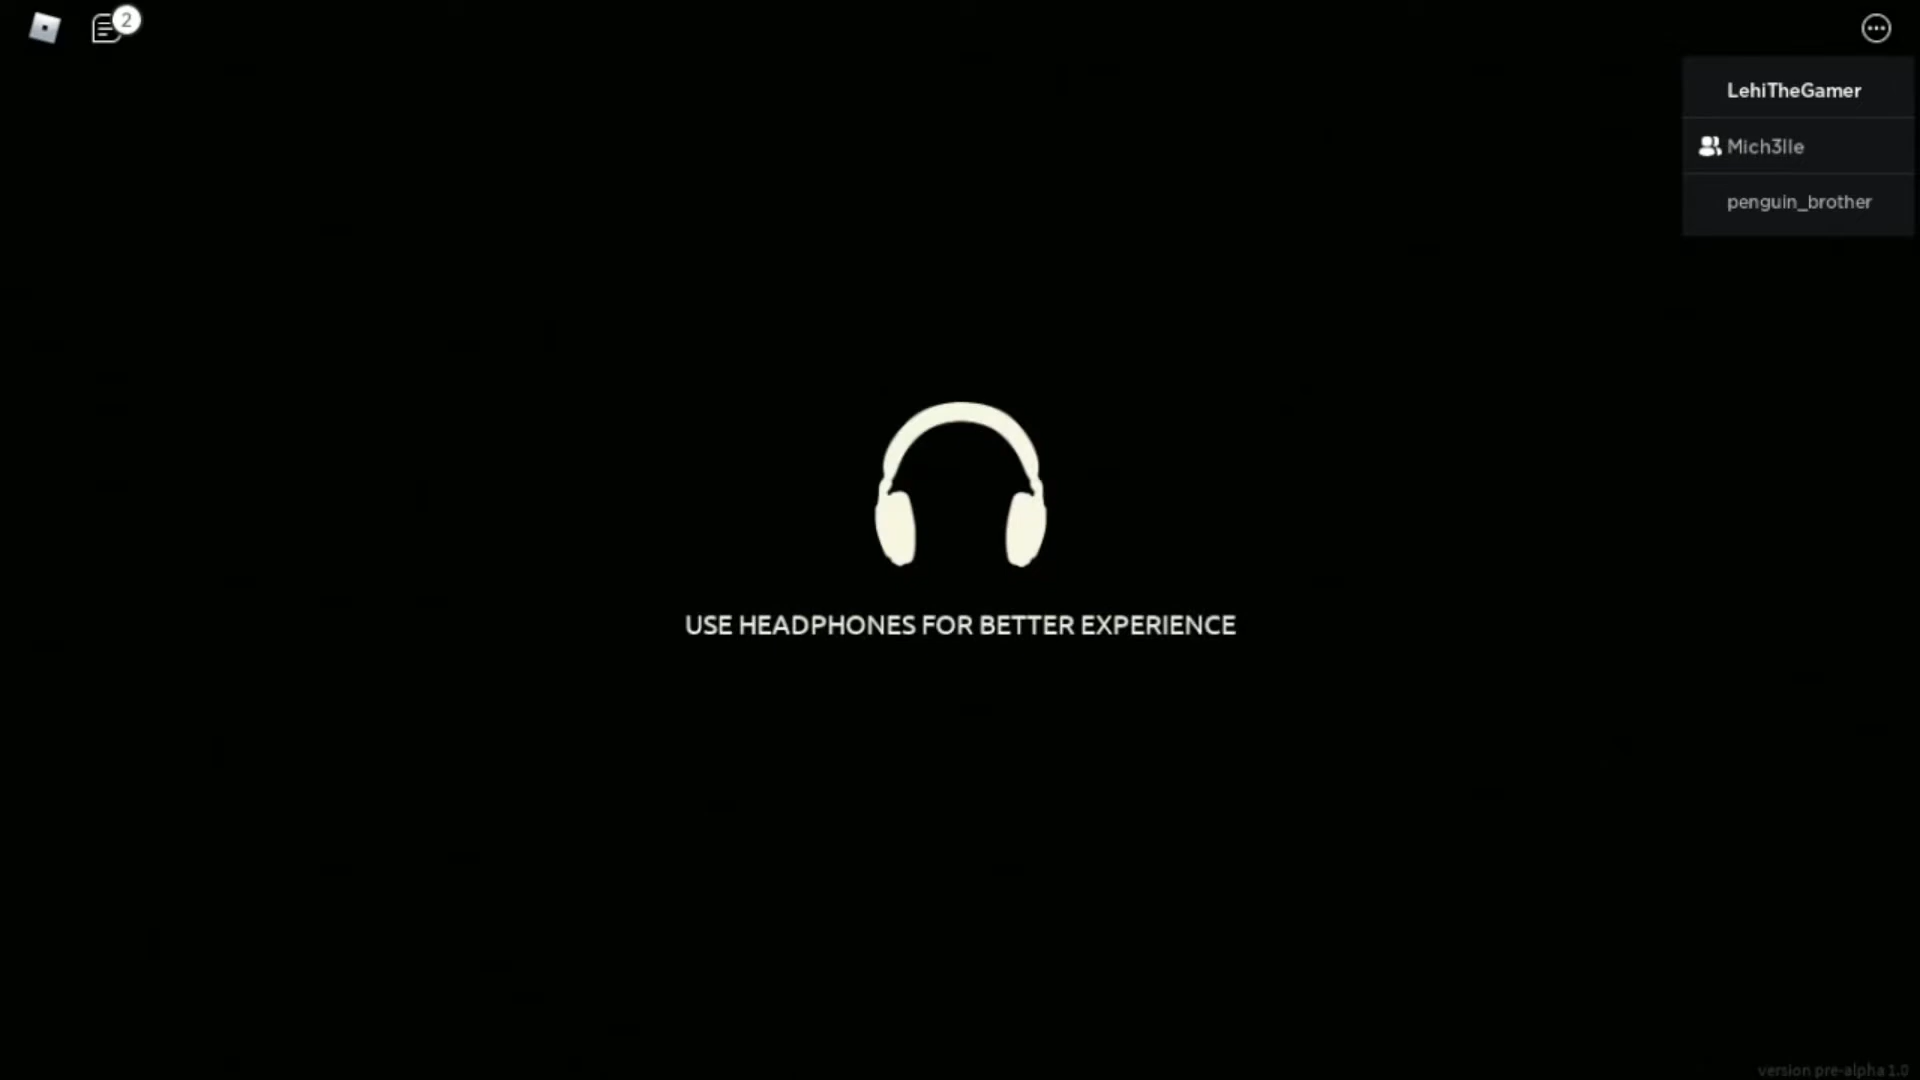 2
LehiTheGamer
Mich3lle
penguin_brother
USE HEADPHONES FOR BETTER EXPERIENCE
version pre-alpha 1.0